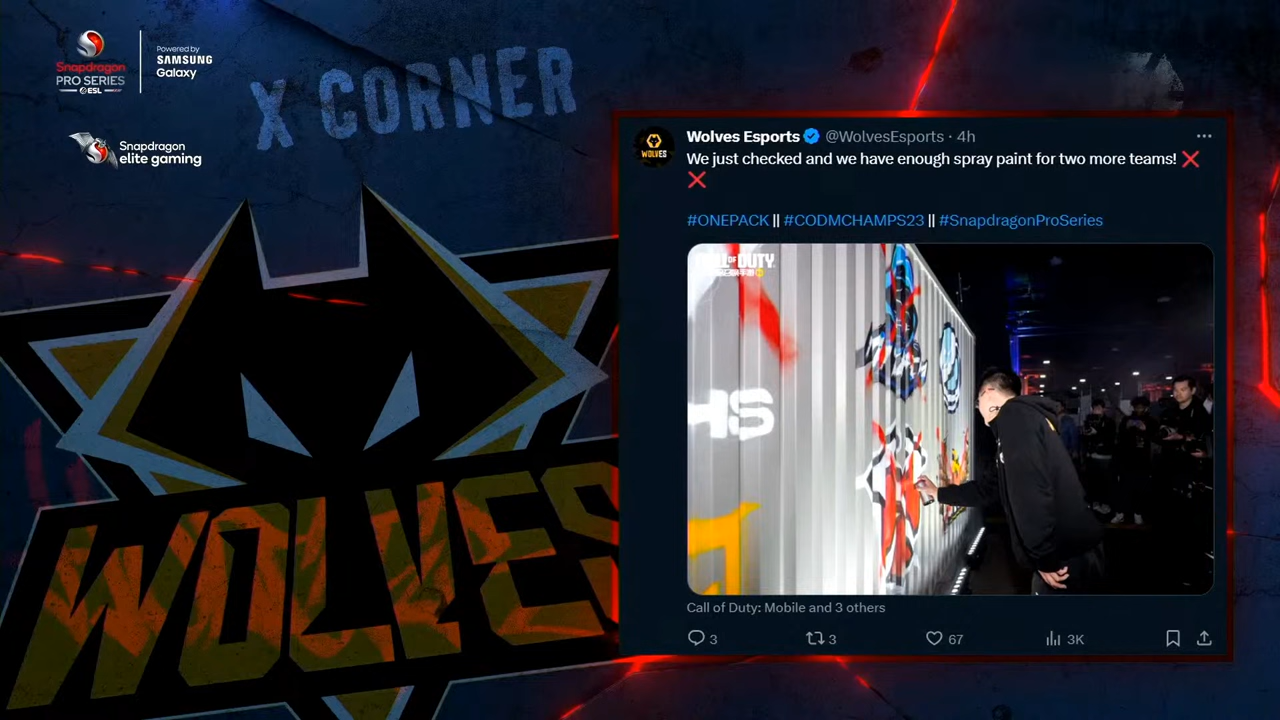 Snapdragon
PRO SERIES
ESL
Powered by
SAMSUNG
Galaxy
Snapdragon
elite gaming
X CORNER
WOLVES
WOLVES
Wolves Esports @WolvesEsports · 4h
We just checked and we have enough spray paint for two more teams! ❌
❌
#ONEPACK || #CODMCHAMPS23 || #SnapdragonProSeries
CALL OF DUTY
HS
Call of Duty: Mobile and 3 others
3
3
67
3K